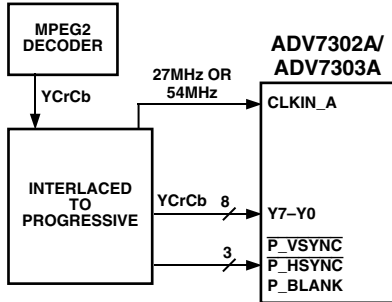 MPEG2
DECODER
YCrCb
27MHz OR
54MHz
INTERLACED
TO
PROGRESSIVE
YCrCb
8
3
ADV7302A/
ADV7303A
CLKIN_A
Y7–Y0
P_VSYNC
P_HSYNC
P_BLANK